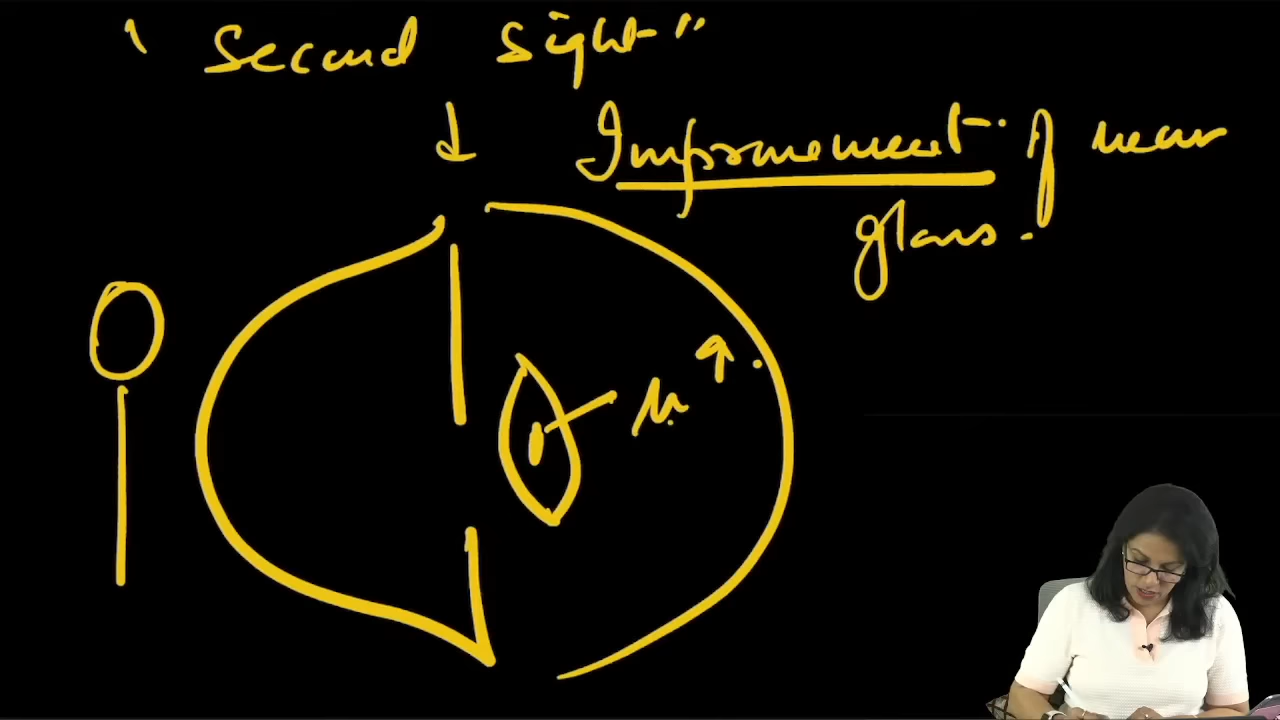 "Second sight"
↓ Improvement of near
glass.
μ ↑.